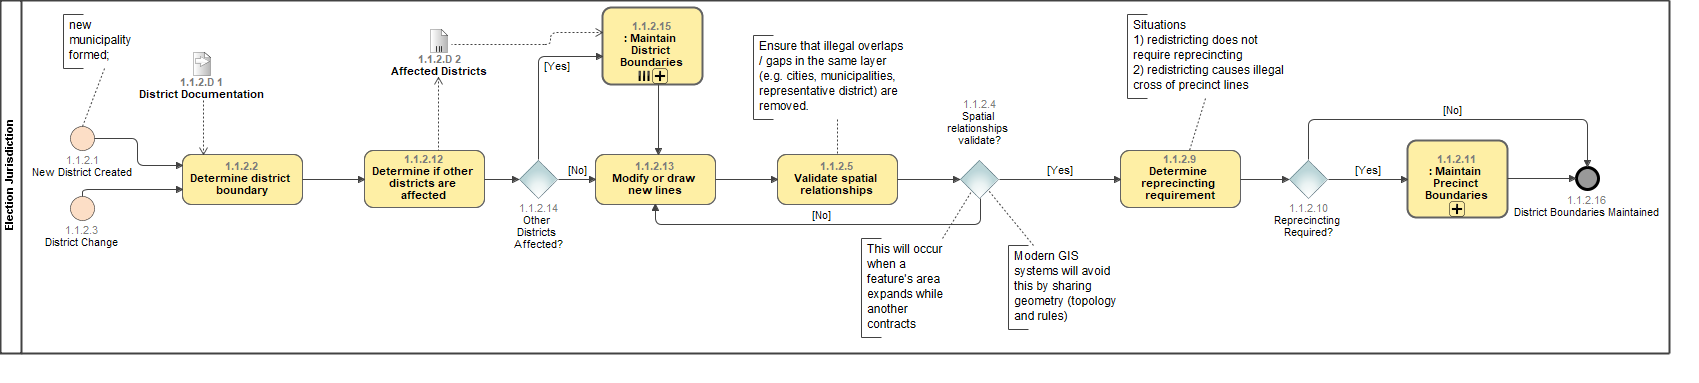 Election Jurisdiction
new
municipality
formed;
1.1.2.D 1
District Documentation
1.1.2.1
New District Created
1.1.2.3
District Change
1.1.2.2
Determine district
boundary
1.1.2.D 2
Affected Districts
1.1.2.12
Determine if other
districts are
affected
1.1.2.14
Other
Districts
Affected?
[Yes]
[No]
1.1.2.15
: Maintain
District
Boundaries
1.1.2.13
Modify or draw
new lines
Ensure that illegal overlaps
/ gaps in the same layer
(e.g. cities, municipalities,
representative district) are
removed.
1.1.2.5
Validate spatial
relationships
1.1.2.4
Spatial
relationships
validate?
[No]
[Yes]
This will occur
when a
feature's area
expands while
another
contracts
Modern GIS
systems will avoid
this by sharing
geometry (topology
and rules)
Situations
1) redistricting does not
require reprecincting
2) redistricting causes illegal
cross of precinct lines
1.1.2.9
Determine
reprecincting
requirement
1.1.2.10
Reprecincting
Required?
[No]
[Yes]
1.1.2.11
: Maintain
Precinct
Boundaries
1.1.2.16
District Boundaries Maintained